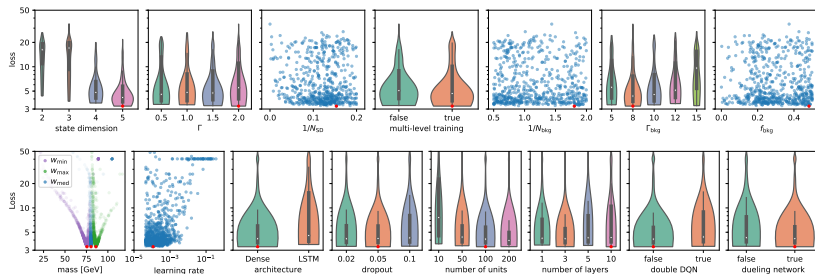 loss
27
20
15
10
5
3
2 3 4 5
state dimension
0.5 1.0 1.5 2.0
Γ
0.0 0.1 0.2
1/N_SD
false true
multi-level training
0.0 0.5 1.0 1.5 2.0
1/N_bkg
5 8 10 12 15
Γ_bkg
0.0 0.2 0.4
f_bkg
Loss
50
20
10
5
3
w_min
w_max
w_med
25 50 75 100 125
mass [GeV]
10⁻⁵ 10⁻³ 10⁻¹
learning rate
Dense LSTM
architecture
0.02 0.05 0.1
dropout
10 50 100 200
number of units
1 3 5 10
number of layers
false true
double DQN
false true
dueling network